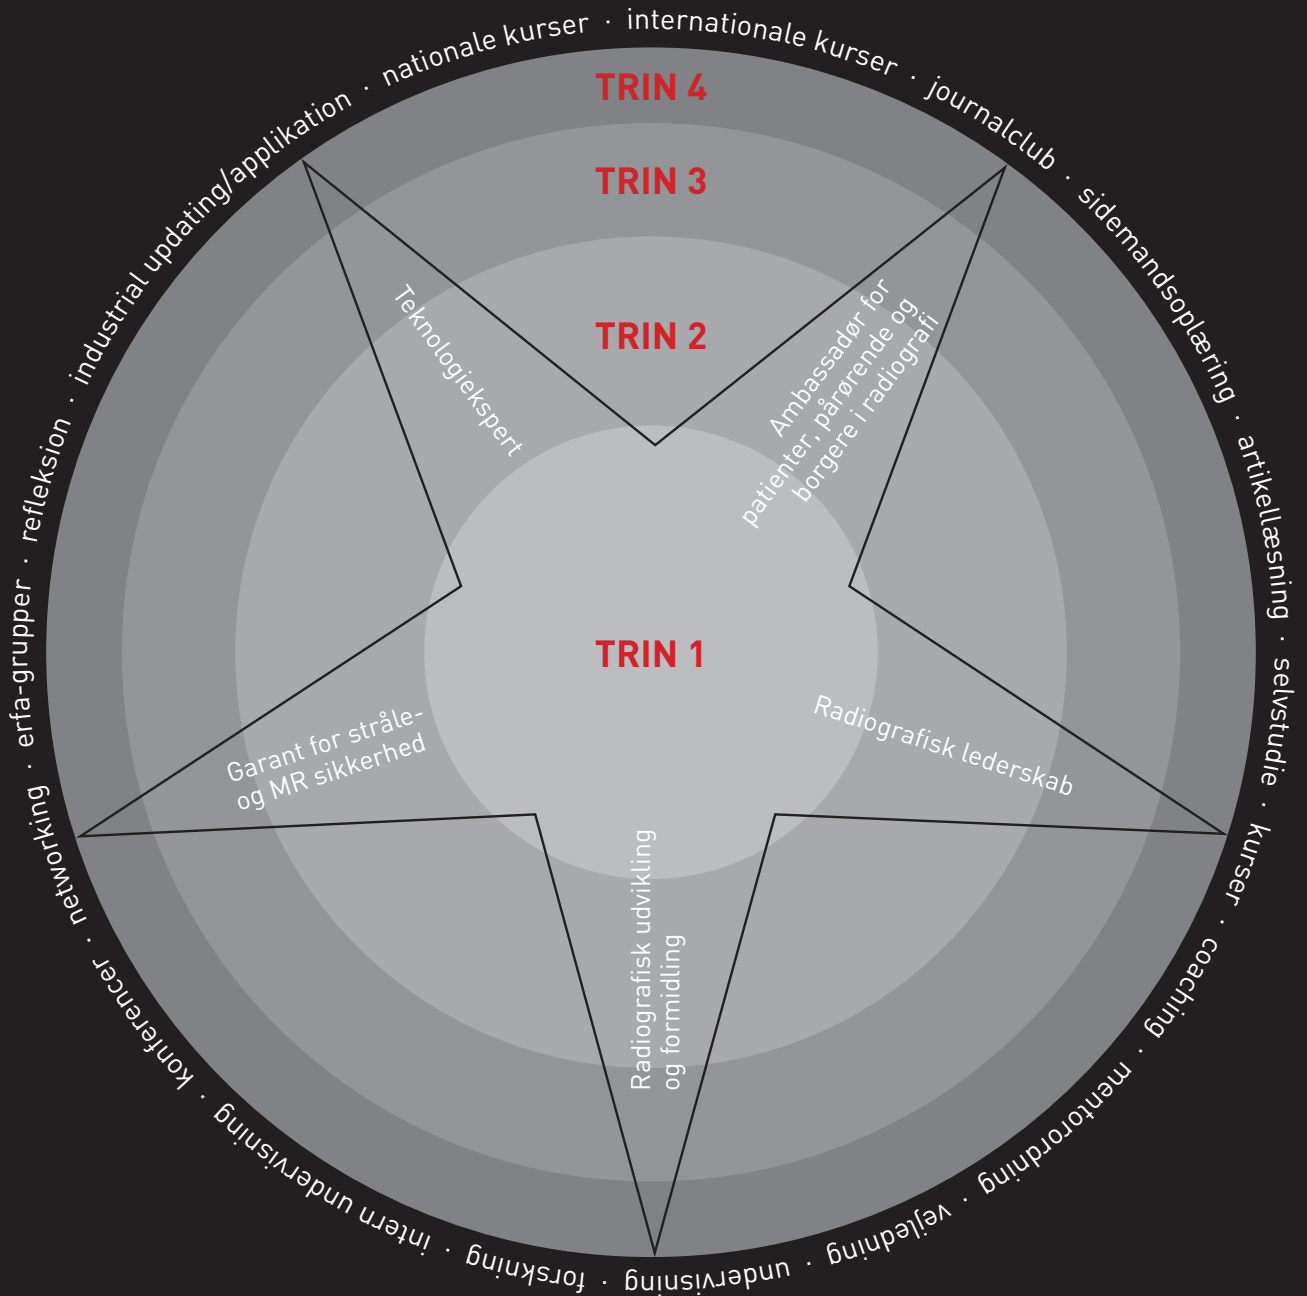 nationale kurser · internationale kurser · journalclub · sidemandsoplæring · artikellæsning · selvstudie · kurser · coaching · mentorordning · vejledning · undervisning · forskning · intern undervisning · konferencer · networking · erfa-grupper · refleksion · industrial updating/applikation ·
TRIN 4
TRIN 3
TRIN 2
TRIN 1
Teknologiekspert
Ambassadør for
patienter, pårørende og
borgere i radiografi
Garant for stråle-
og MR sikkerhed
Radiografisk lederskab
Radiografisk udvikling
og formidling